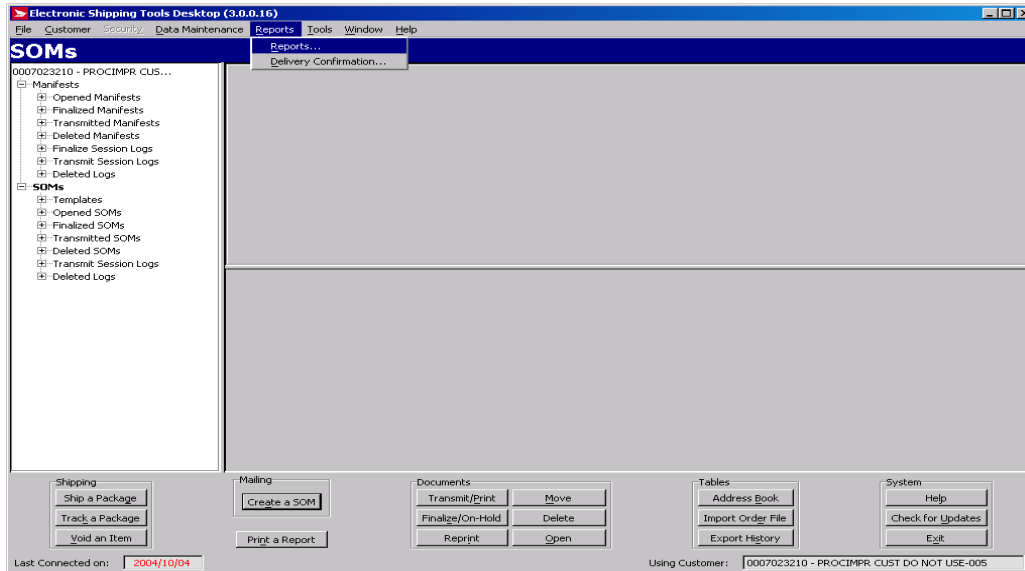 Electronic Shipping Tools Desktop (3.0.0.16)
File Customer Security Data Maintenance Reports Tools Window Help
SOMs
Reports...
Delivery Confirmation...
0007023210 - PROCIMPR CUS...
Manifests
Opened Manifests
Finalized Manifests
Transmitted Manifests
Deleted Manifests
Finalize Session Logs
Transmit Session Logs
Deleted Logs
SOMs
Templates
Opened SOMs
Finalized SOMs
Transmitted SOMs
Deleted SOMs
Transmit Session Logs
Deleted Logs
Shipping Mailing Documents Tables System
Ship a Package Create a SOM Transmit/Print Move Address Book Help
Track a Package Finalize/On-Hold Delete Import Order File Check for Updates
Void an Item Print a Report Reprint Open Export History Exit
Last Connected on: 2004/10/04 Using Customer: 0007023210 - PROCIMPR CUST DO NOT USE-005